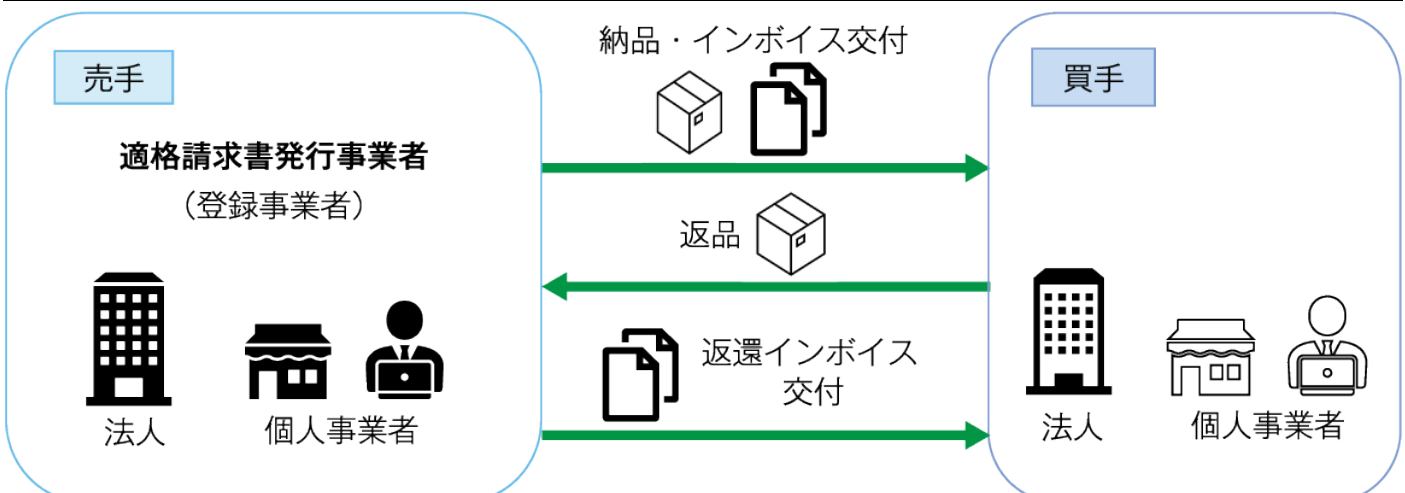 売手
適格請求書発行事業者
（登録事業者）
法人
個人事業者
納品・インボイス交付
返品
返還インボイス
交付
買手
法人
個人事業者